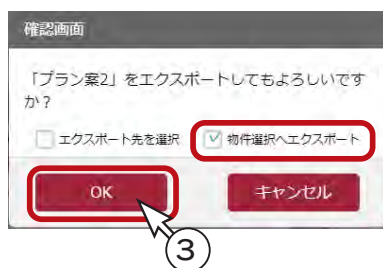 確認画面
「プラン案2」をエクスポートしてもよろしいです
か？
エクスポート先を選択 物件選択へエクスポート
OK キャンセル
3